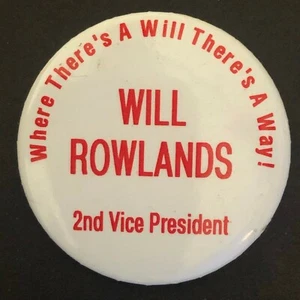 Where There's A Will There's A Way!
WILL
ROWLANDS
2nd Vice President